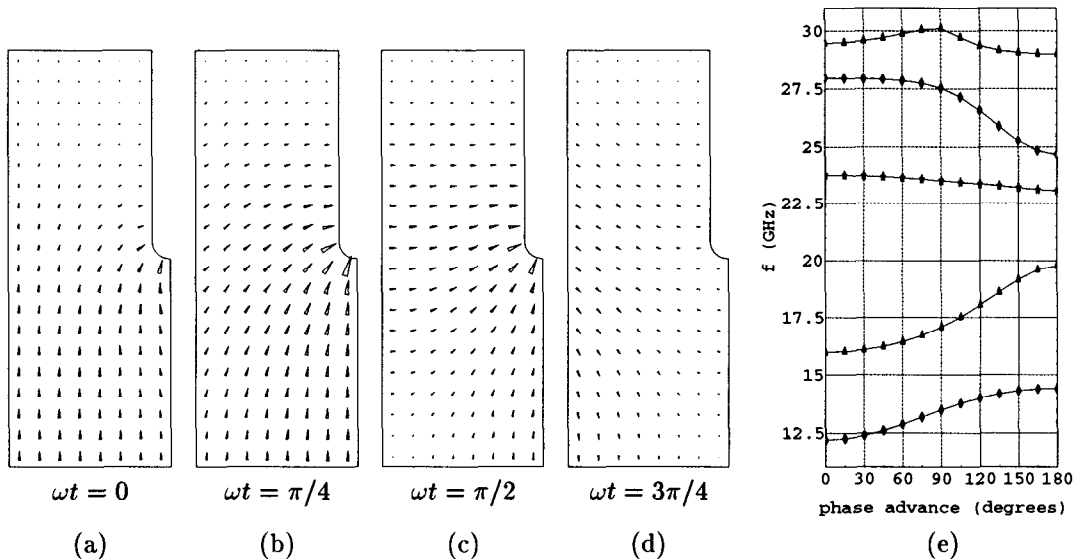 ωt = 0
ωt = π/4
ωt = π/2
ωt = 3π/4
(a)
(b)
(c)
(d)
30
27.5
25
22.5
20
17.5
15
12.5
f (GHz)
0 30 60 90 120 150 180
phase advance (degrees)
(e)